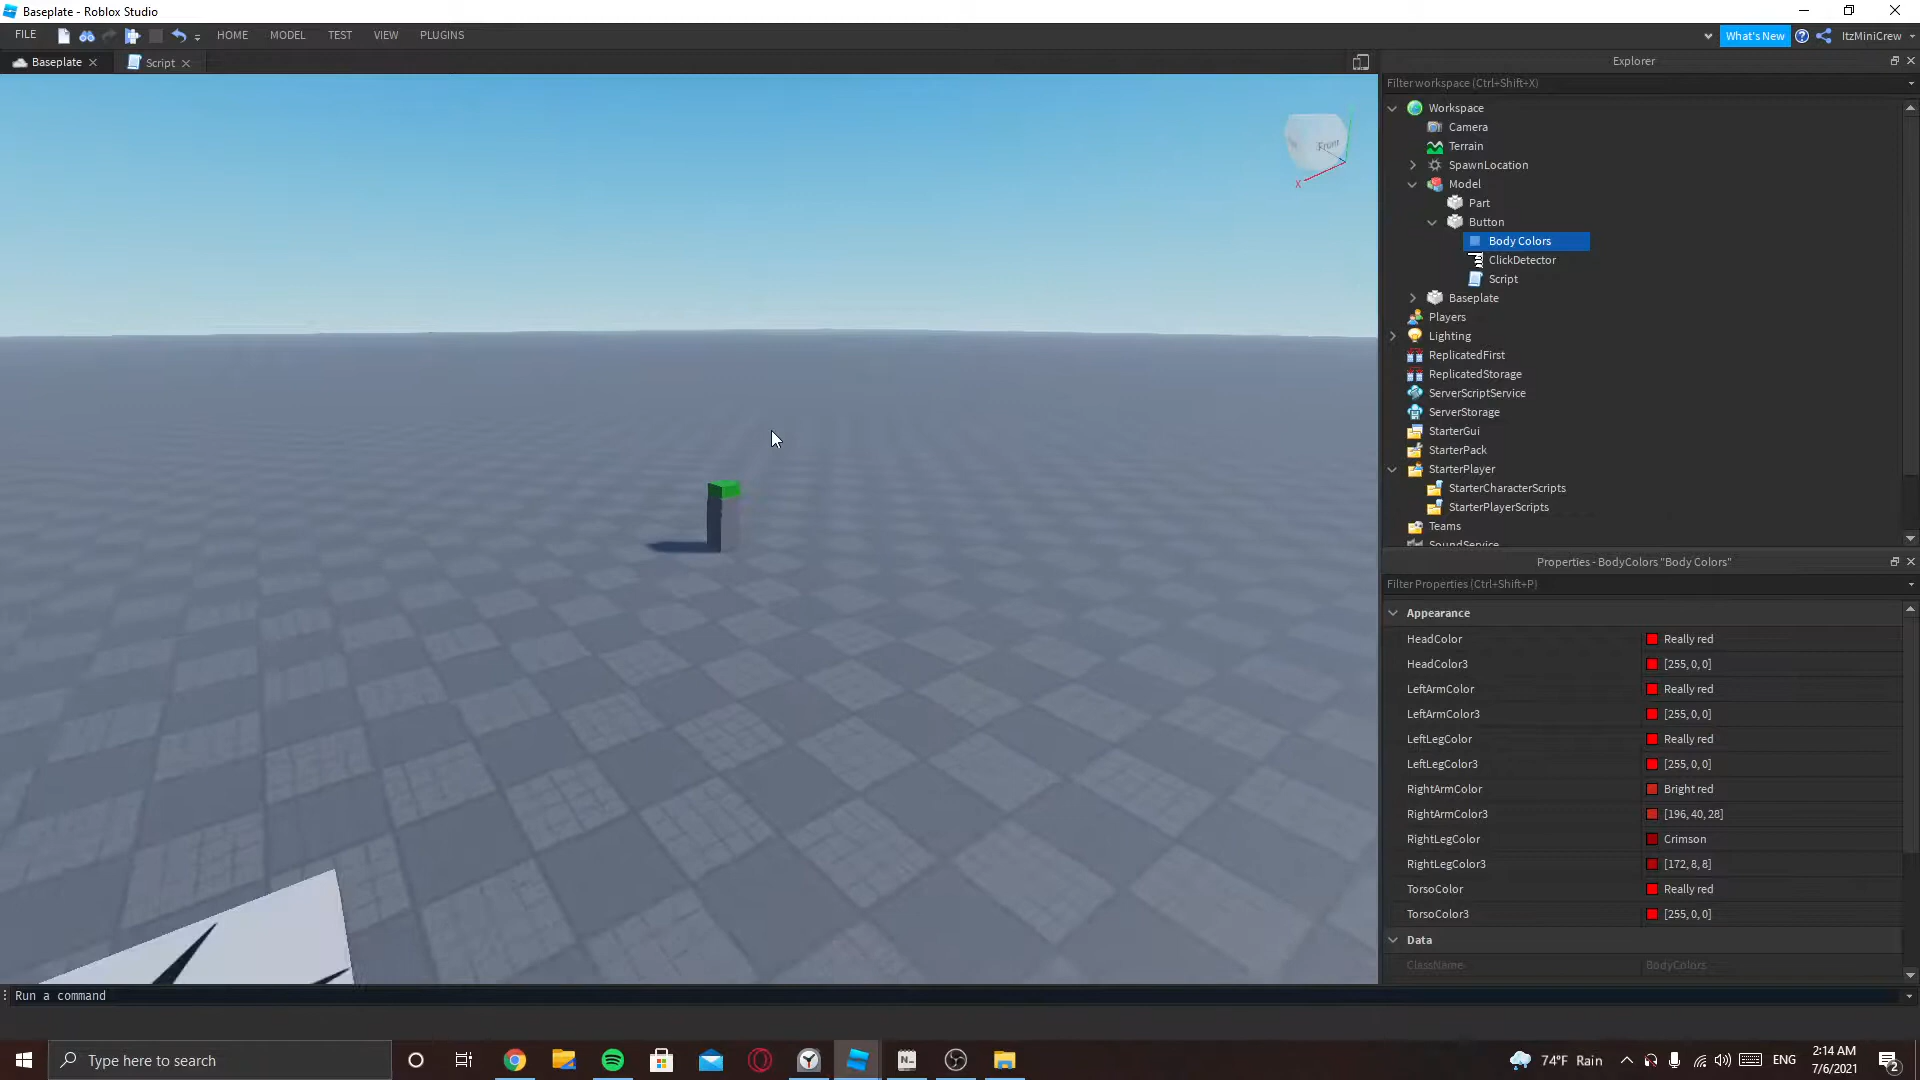 Baseplate - Roblox Studio
FILE
HOME
MODEL
TEST
VIEW
PLUGINS
What's New
ItzMiniCrew
Baseplate
Script
Front
X
Explorer
Filter workspace (Ctrl+Shift+X)
Workspace
Camera
Terrain
SpawnLocation
Model
Part
Button
Body Colors
ClickDetector
Script
Baseplate
Players
Lighting
ReplicatedFirst
ReplicatedStorage
ServerScriptService
ServerStorage
StarterGui
StarterPack
StarterPlayer
StarterCharacterScripts
StarterPlayerScripts
Teams
SoundService
Properties - BodyColors "Body Colors"
Filter Properties (Ctrl+Shift+P)
Appearance
HeadColor Really red
HeadColor3 [255, 0, 0]
LeftArmColor Really red
LeftArmColor3 [255, 0, 0]
LeftLegColor Really red
LeftLegColor3 [255, 0, 0]
RightArmColor Bright red
RightArmColor3 [196, 40, 28]
RightLegColor Crimson
RightLegColor3 [172, 8, 8]
TorsoColor Really red
TorsoColor3 [255, 0, 0]
Data
ClassName BodyColors
Run a command
Type here to search
74°F Rain
ENG
2:14 AM
7/6/2021
2